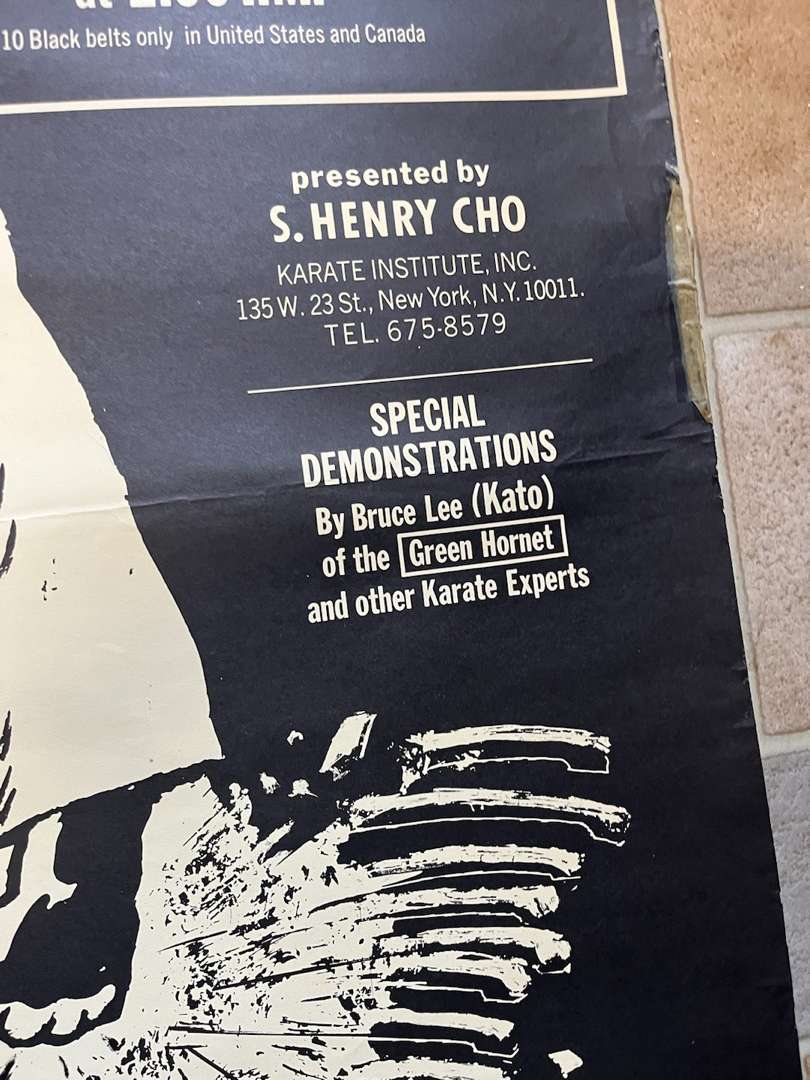 10 Black belts only in United States and Canada
presented by
S. HENRY CHO
KARATE INSTITUTE, INC.
135 W. 23 St., New York, N.Y. 10011.
TEL. 675-8579
SPECIAL
DEMONSTRATIONS
By Bruce Lee (Kato)
of the Green Hornet
and other Karate Experts